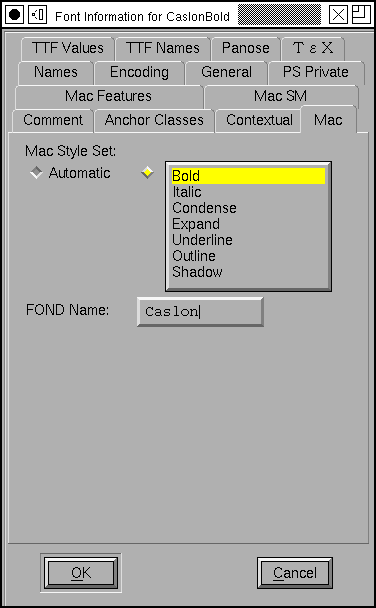 Font Information for CaslonBold
TTF Values TTF Names Panose Τ ε Χ
Names Encoding General PS Private
Mac Features Mac SM
Comment Anchor Classes Contextual Mac
Mac Style Set:
Automatic
Bold
Italic
Condense
Expand
Underline
Outline
Shadow
FOND Name: Caslon
OK Cancel